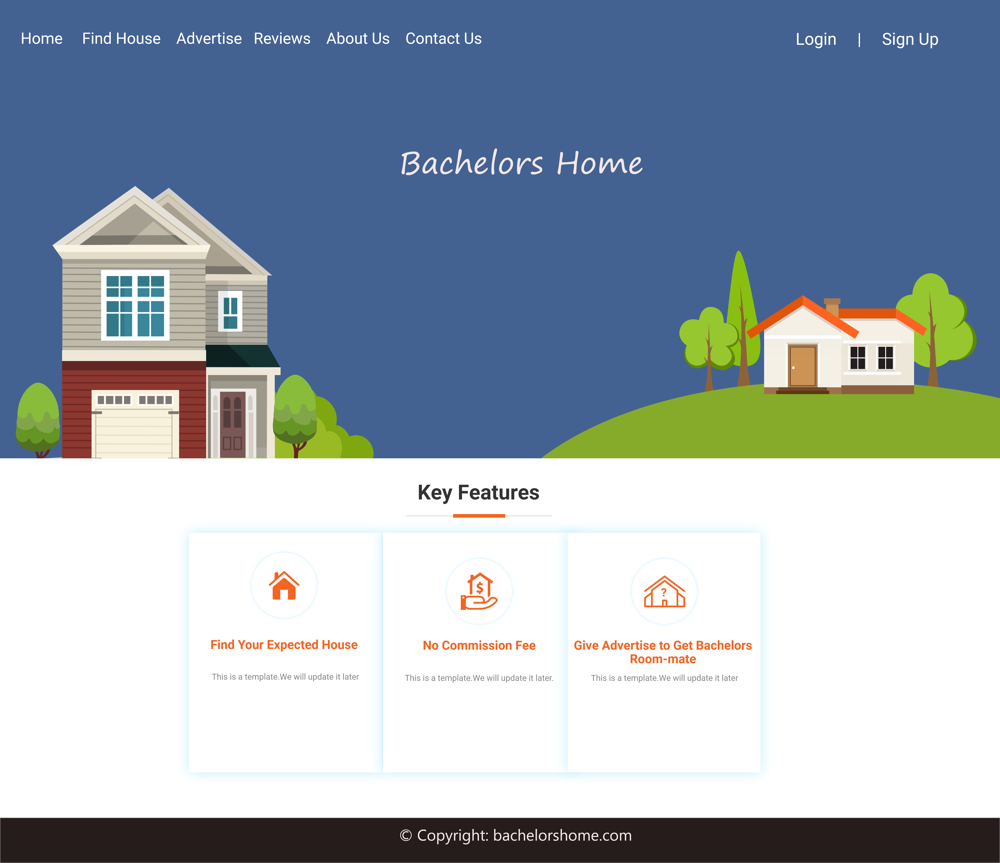 Home Find House Advertise Reviews About Us Contact Us Login | Sign Up
Bachelors Home
Key Features
$
?
Find Your Expected House
This is a template.We will update it later
No Commission Fee
This is a template.We will update it later.
Give Advertise to Get Bachelors
Room-mate
This is a template.We will update it later
© Copyright: bachelorshome.com